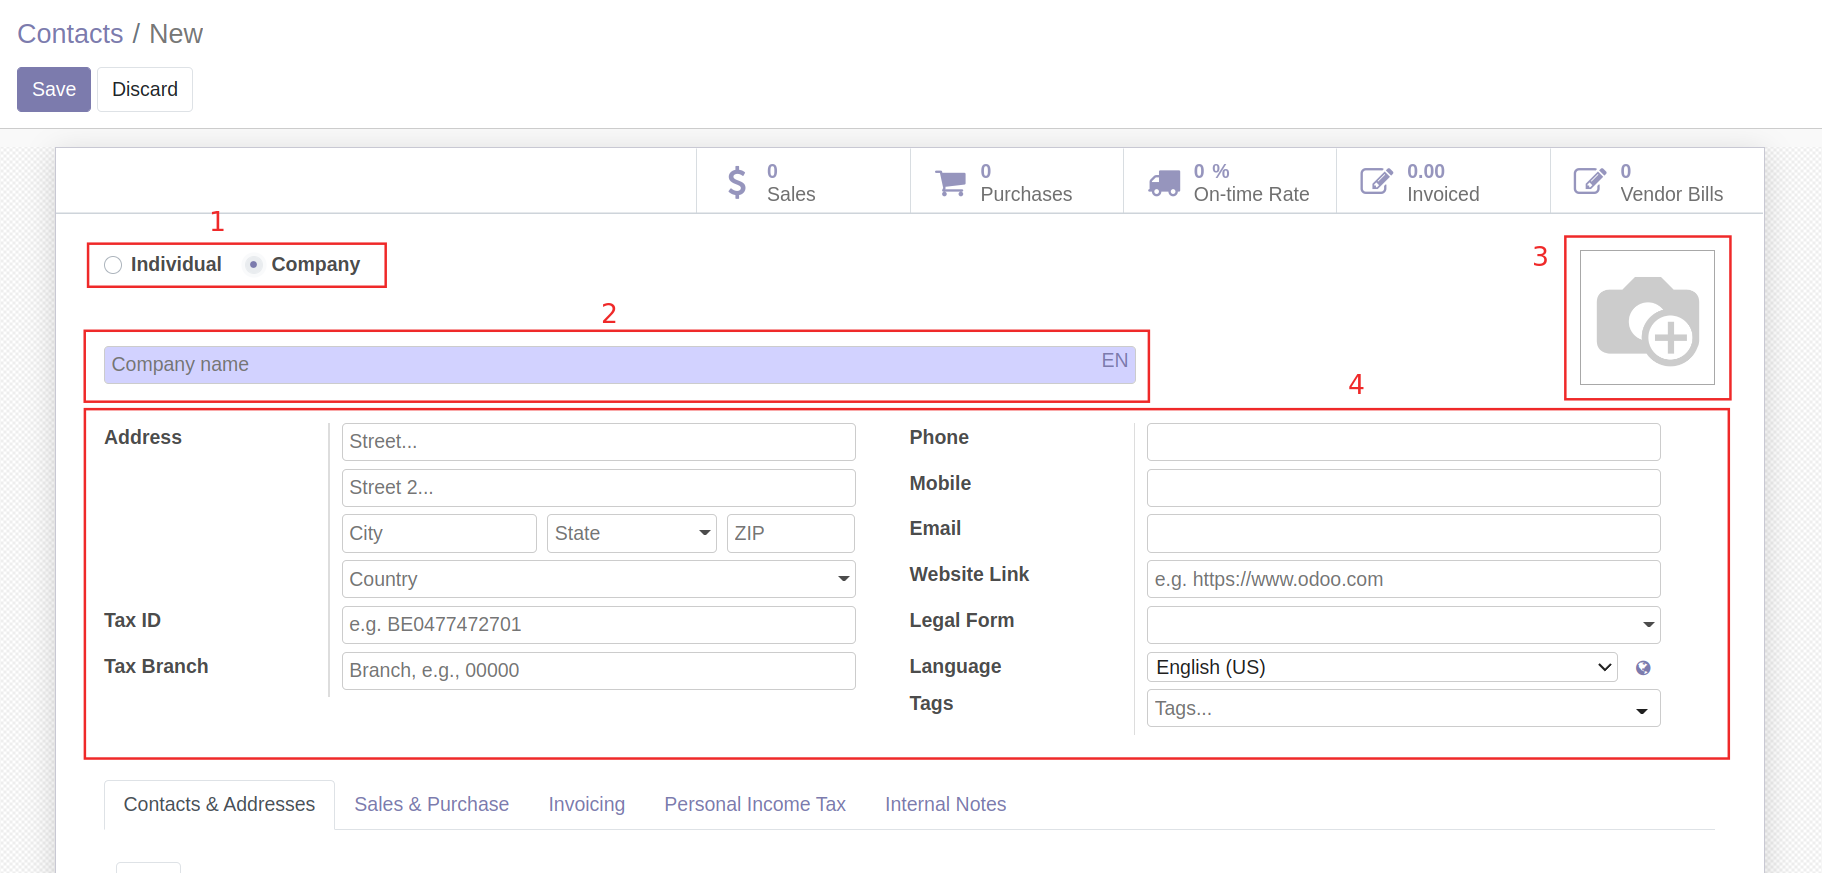 Contacts / New
Save Discard
0
Sales
0
Purchases
0 %
On-time Rate
0.00
Invoiced
0
Vendor Bills
1
Individual Company
3
2
Company name EN
4
Address Street... Phone
Street 2... Mobile
City State ZIP Email
Country Website Link e.g. https://www.odoo.com
Tax ID e.g. BE0477472701 Legal Form
Tax Branch Branch, e.g., 00000 Language English (US)
Tags Tags...
Contacts & Addresses Sales & Purchase Invoicing Personal Income Tax Internal Notes